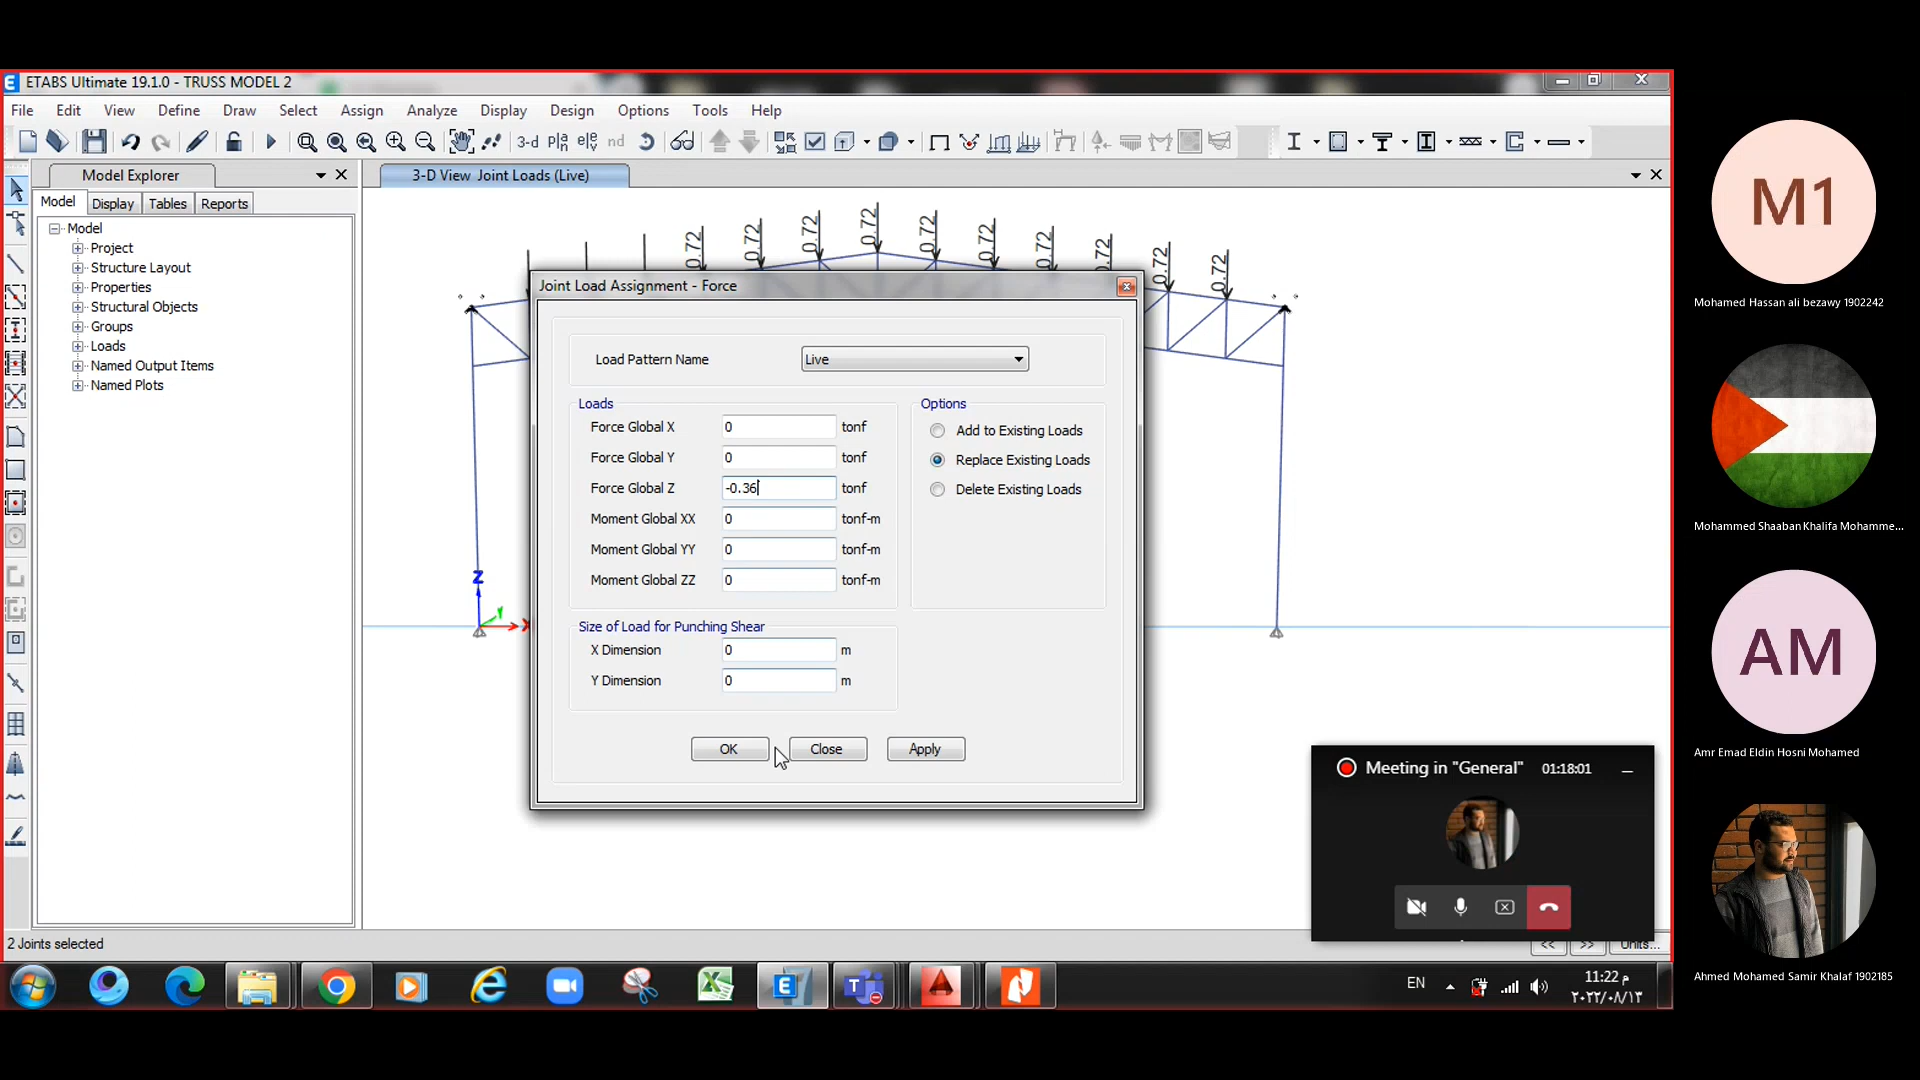 ETABS Ultimate 19.1.0 - TRUSS MODEL 2
File Edit View Define Draw Select Assign Analyze Display Design Options Tools Help
3-d pla ele nd
Model Explorer
3-D View Joint Loads (Live)
Model Display Tables Reports
Model
Project
Structure Layout
Properties
Structural Objects
Groups
Loads
Named Output Items
Named Plots
0.72 0.72 0.72 0.72 0.72 0.72 0.72 0.72 0.72 0.72
Z
Y
X
Joint Load Assignment - Force
Load Pattern Name Live
Loads
Force Global X 0 tonf
Force Global Y 0 tonf
Force Global Z -0.36 tonf
Moment Global XX 0 tonf-m
Moment Global YY 0 tonf-m
Moment Global ZZ 0 tonf-m
Options
Add to Existing Loads
Replace Existing Loads
Delete Existing Loads
Size of Load for Punching Shear
X Dimension 0 m
Y Dimension 0 m
OK Close Apply
2 Joints selected
<< >> Units...
Meeting in "General" 01:18:01
EN
11:22 م
٢٠٢٢/٠٨/١٣
M1
Mohamed Hassan ali bezawy 1902242
Mohammed Shaaban Khalifa Mohamme...
AM
Amr Emad Eldin Hosni Mohamed
Ahmed Mohamed Samir Khalaf 1902185